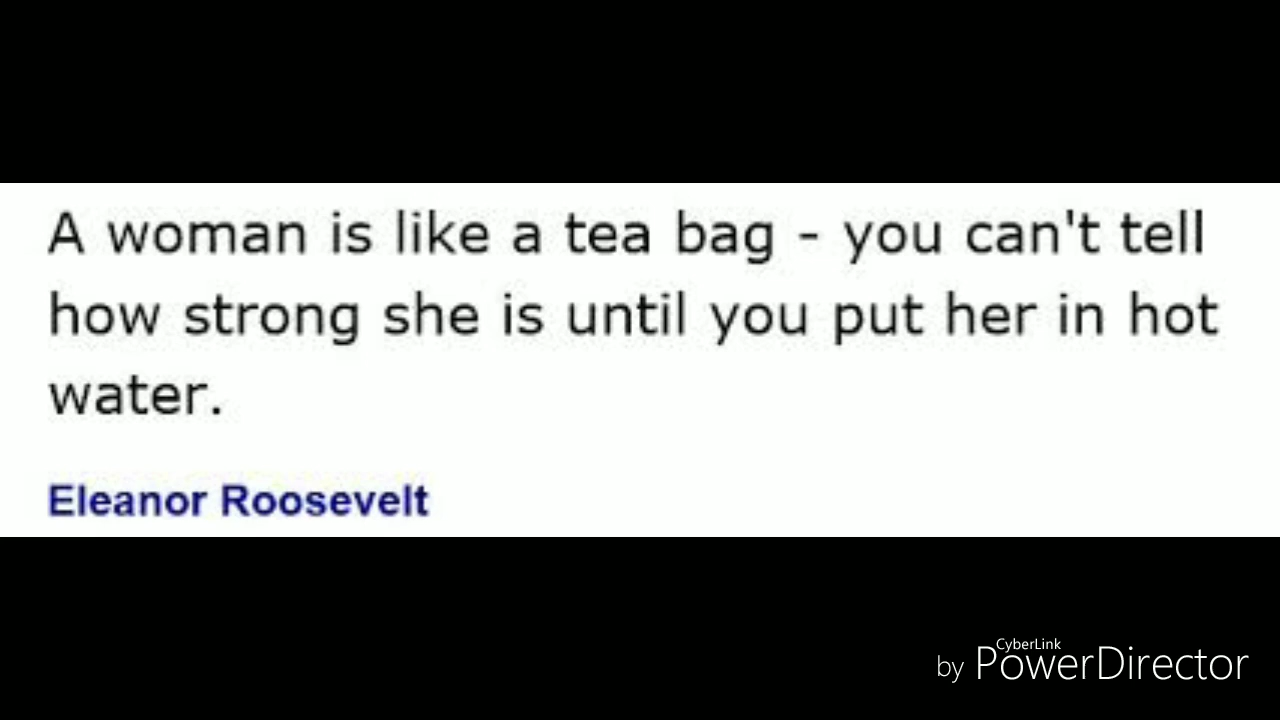 A woman is like a tea bag - you can't tell
how strong she is until you put her in hot
water.
Eleanor Roosevelt
CyberLink
by PowerDirector